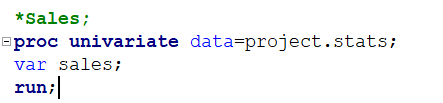 *Sales;
proc univariate data=project.stats;
var sales;
run;